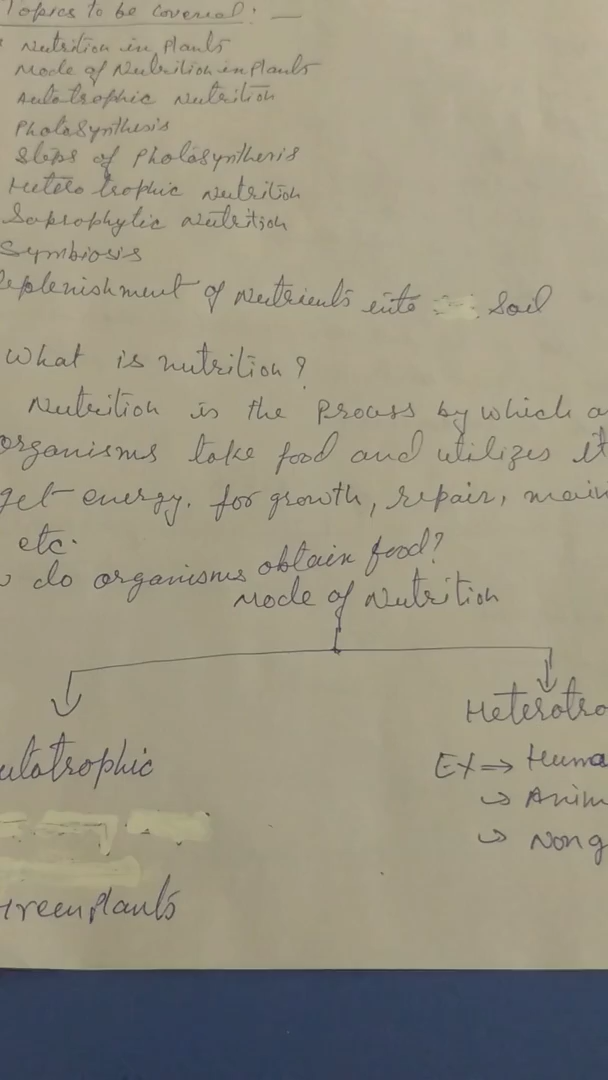 Topics to be covered: —
Nutrition in Plants
Mode of Nutrition in Plants
Autotrophic Nutrition
Photosynthesis
Steps of Photosynthesis
Heterotrophic Nutrition
Saprophytic Nutrition
Symbiosis
Replenishment of Nutrients into Soil
What is nutrition?
Nutrition is the process by which a
organisms take food and utilizes it
get energy. for growth, repair, main
etc.
do organisms obtain food?
Mode of Nutrition
utotrophic
Heterotro
Ex ⇒ Huma
Anim
Non g
reen plants